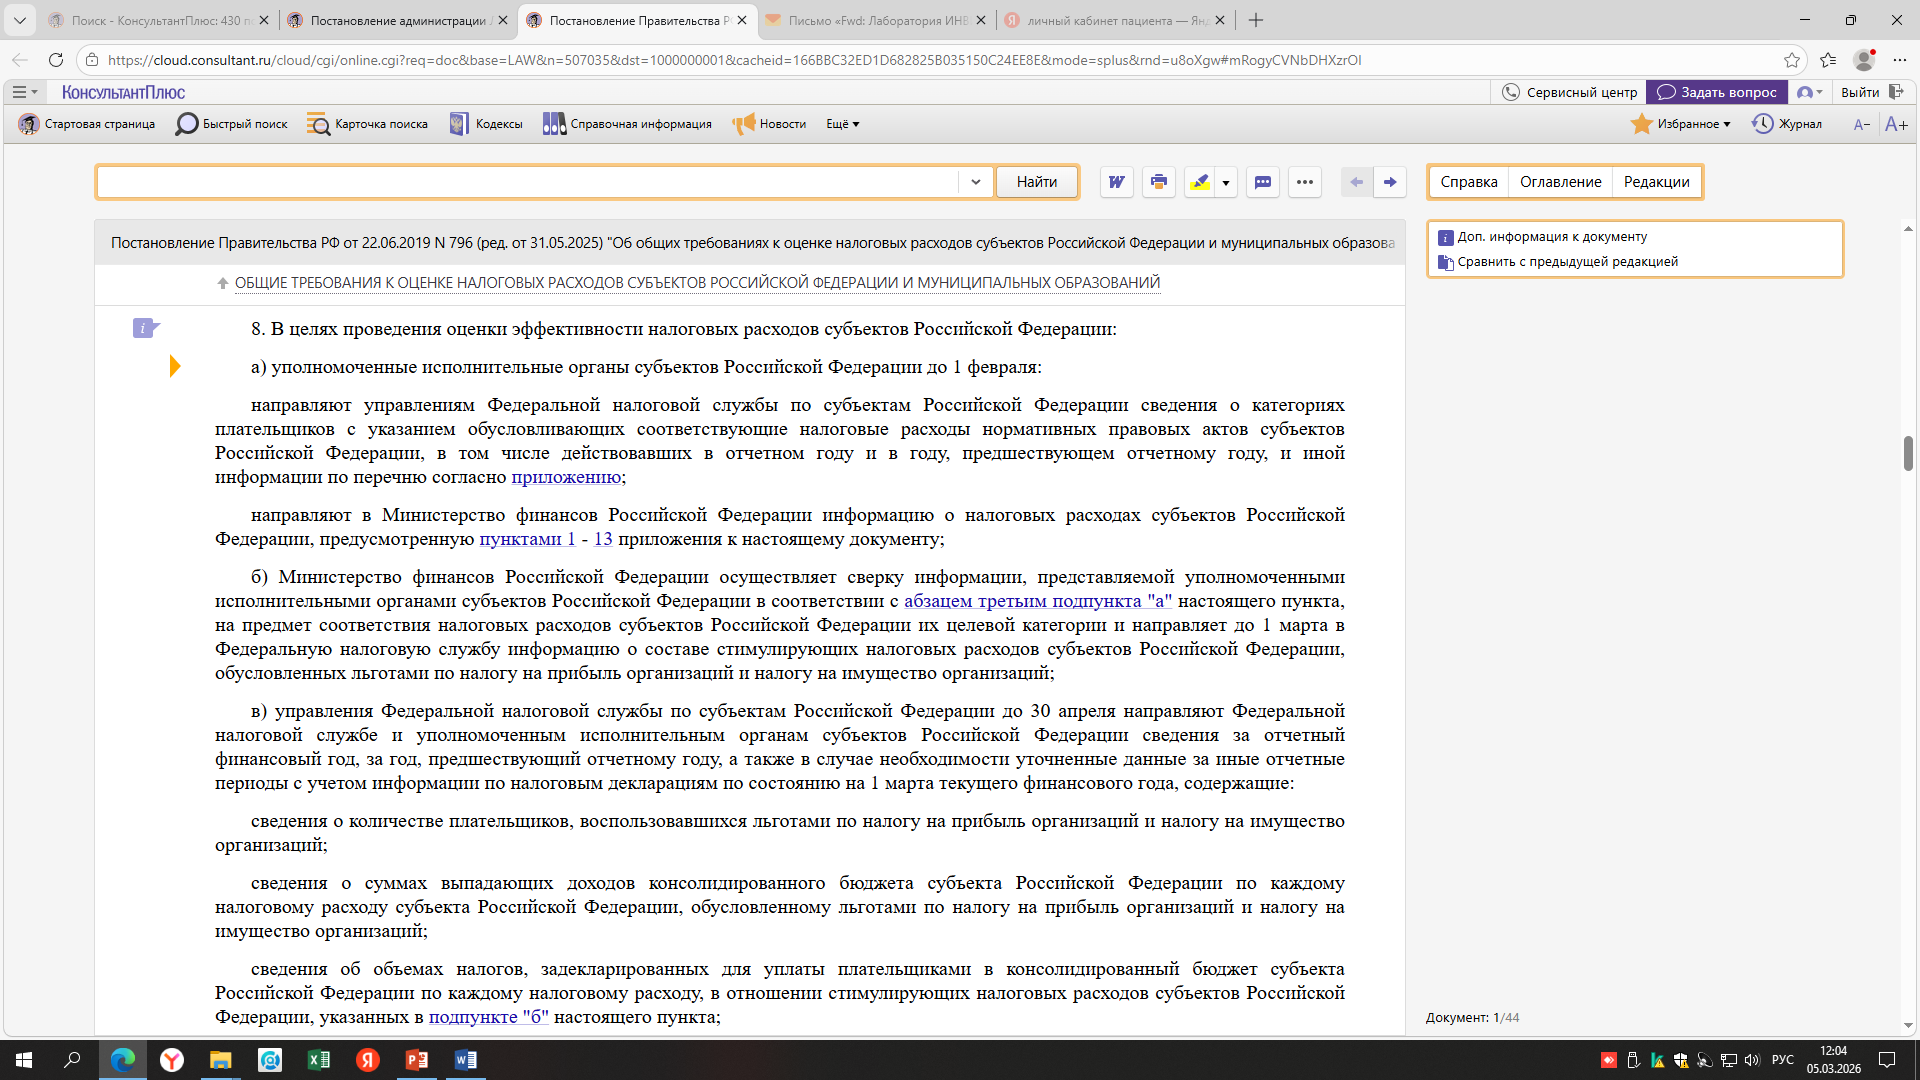 Поиск - КонсультантПлюс: 430 п
Постановление администрации
Постановление Правительства Р
Письмо «Fwd: Лаборатория ИНВ
личный кабинет пациента — Янд
https://cloud.consultant.ru/cloud/cgi/online.cgi?req=doc&base=LAW&n=507035&dst=1000000001&cacheid=166BBC32ED1D682825B035150C24EE8E&mode=splus&rnd=u8oXgw#mRogyCVNbDHXzrOI
КонсультантПлюс
Сервисный центр
Задать вопрос
Выйти
Стартовая страница
Быстрый поиск
Карточка поиска
Кодексы
Справочная информация
Новости
Ещё
Избранное
Журнал
A−
A+
Найти
Справка
Оглавление
Редакции
Постановление Правительства РФ от 22.06.2019 N 796 (ред. от 31.05.2025) "Об общих требованиях к оценке налоговых расходов субъектов Российской Федерации и муниципальных образова
Доп. информация к документу
Сравнить с предыдущей редакцией
ОБЩИЕ ТРЕБОВАНИЯ К ОЦЕНКЕ НАЛОГОВЫХ РАСХОДОВ СУБЪЕКТОВ РОССИЙСКОЙ ФЕДЕРАЦИИ И МУНИЦИПАЛЬНЫХ ОБРАЗОВАНИЙ
8. В целях проведения оценки эффективности налоговых расходов субъектов Российской Федерации:
а) уполномоченные исполнительные органы субъектов Российской Федерации до 1 февраля:
направляют управлениям Федеральной налоговой службы по субъектам Российской Федерации сведения о категориях
плательщиков с указанием обусловливающих соответствующие налоговые расходы нормативных правовых актов субъектов
Российской Федерации, в том числе действовавших в отчетном году и в году, предшествующем отчетному году, и иной
информации по перечню согласно приложению;
направляют в Министерство финансов Российской Федерации информацию о налоговых расходах субъектов Российской
Федерации, предусмотренную пунктами 1 - 13 приложения к настоящему документу;
б) Министерство финансов Российской Федерации осуществляет сверку информации, представляемой уполномоченными
исполнительными органами субъектов Российской Федерации в соответствии с абзацем третьим подпункта "а" настоящего пункта,
на предмет соответствия налоговых расходов субъектов Российской Федерации их целевой категории и направляет до 1 марта в
Федеральную налоговую службу информацию о составе стимулирующих налоговых расходов субъектов Российской Федерации,
обусловленных льготами по налогу на прибыль организаций и налогу на имущество организаций;
в) управления Федеральной налоговой службы по субъектам Российской Федерации до 30 апреля направляют Федеральной
налоговой службе и уполномоченным исполнительным органам субъектов Российской Федерации сведения за отчетный
финансовый год, за год, предшествующий отчетному году, а также в случае необходимости уточненные данные за иные отчетные
периоды с учетом информации по налоговым декларациям по состоянию на 1 марта текущего финансового года, содержащие:
сведения о количестве плательщиков, воспользовавшихся льготами по налогу на прибыль организаций и налогу на имущество
организаций;
сведения о суммах выпадающих доходов консолидированного бюджета субъекта Российской Федерации по каждому
налоговому расходу субъекта Российской Федерации, обусловленному льготами по налогу на прибыль организаций и налогу на
имущество организаций;
сведения об объемах налогов, задекларированных для уплаты плательщиками в консолидированный бюджет субъекта
Российской Федерации по каждому налоговому расходу, в отношении стимулирующих налоговых расходов субъектов Российской
Федерации, указанных в подпункте "б" настоящего пункта;
Документ: 1/44
РУС
12:04
05.03.2026